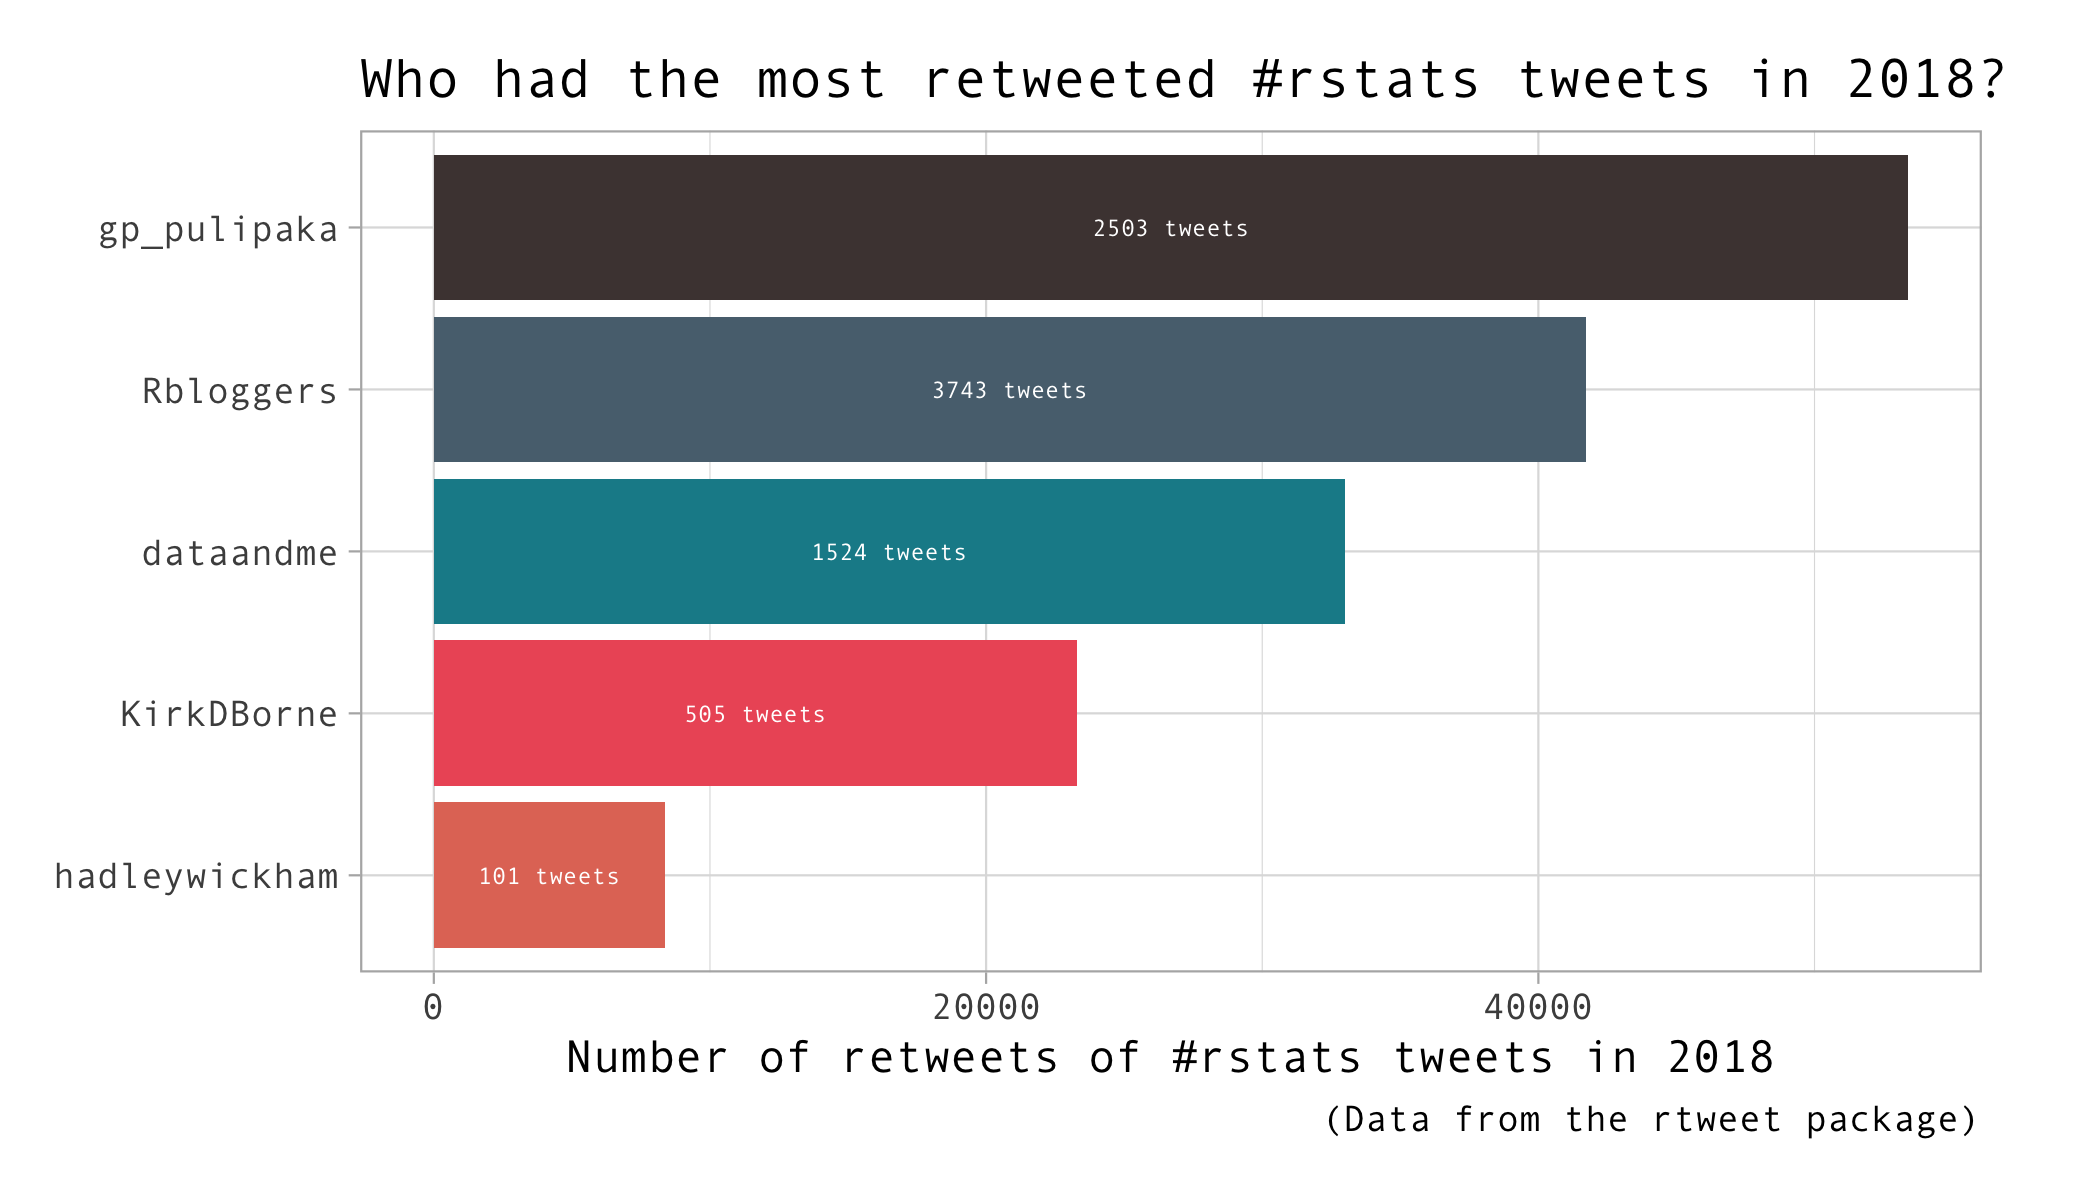 Who had the most retweeted #rstats tweets in 2018?
gp_pulipaka
2503 tweets
Rbloggers
3743 tweets
dataandme
1524 tweets
KirkDBorne
505 tweets
hadleywickham
101 tweets
0 20000 40000
Number of retweets of #rstats tweets in 2018
(Data from the rtweet package)